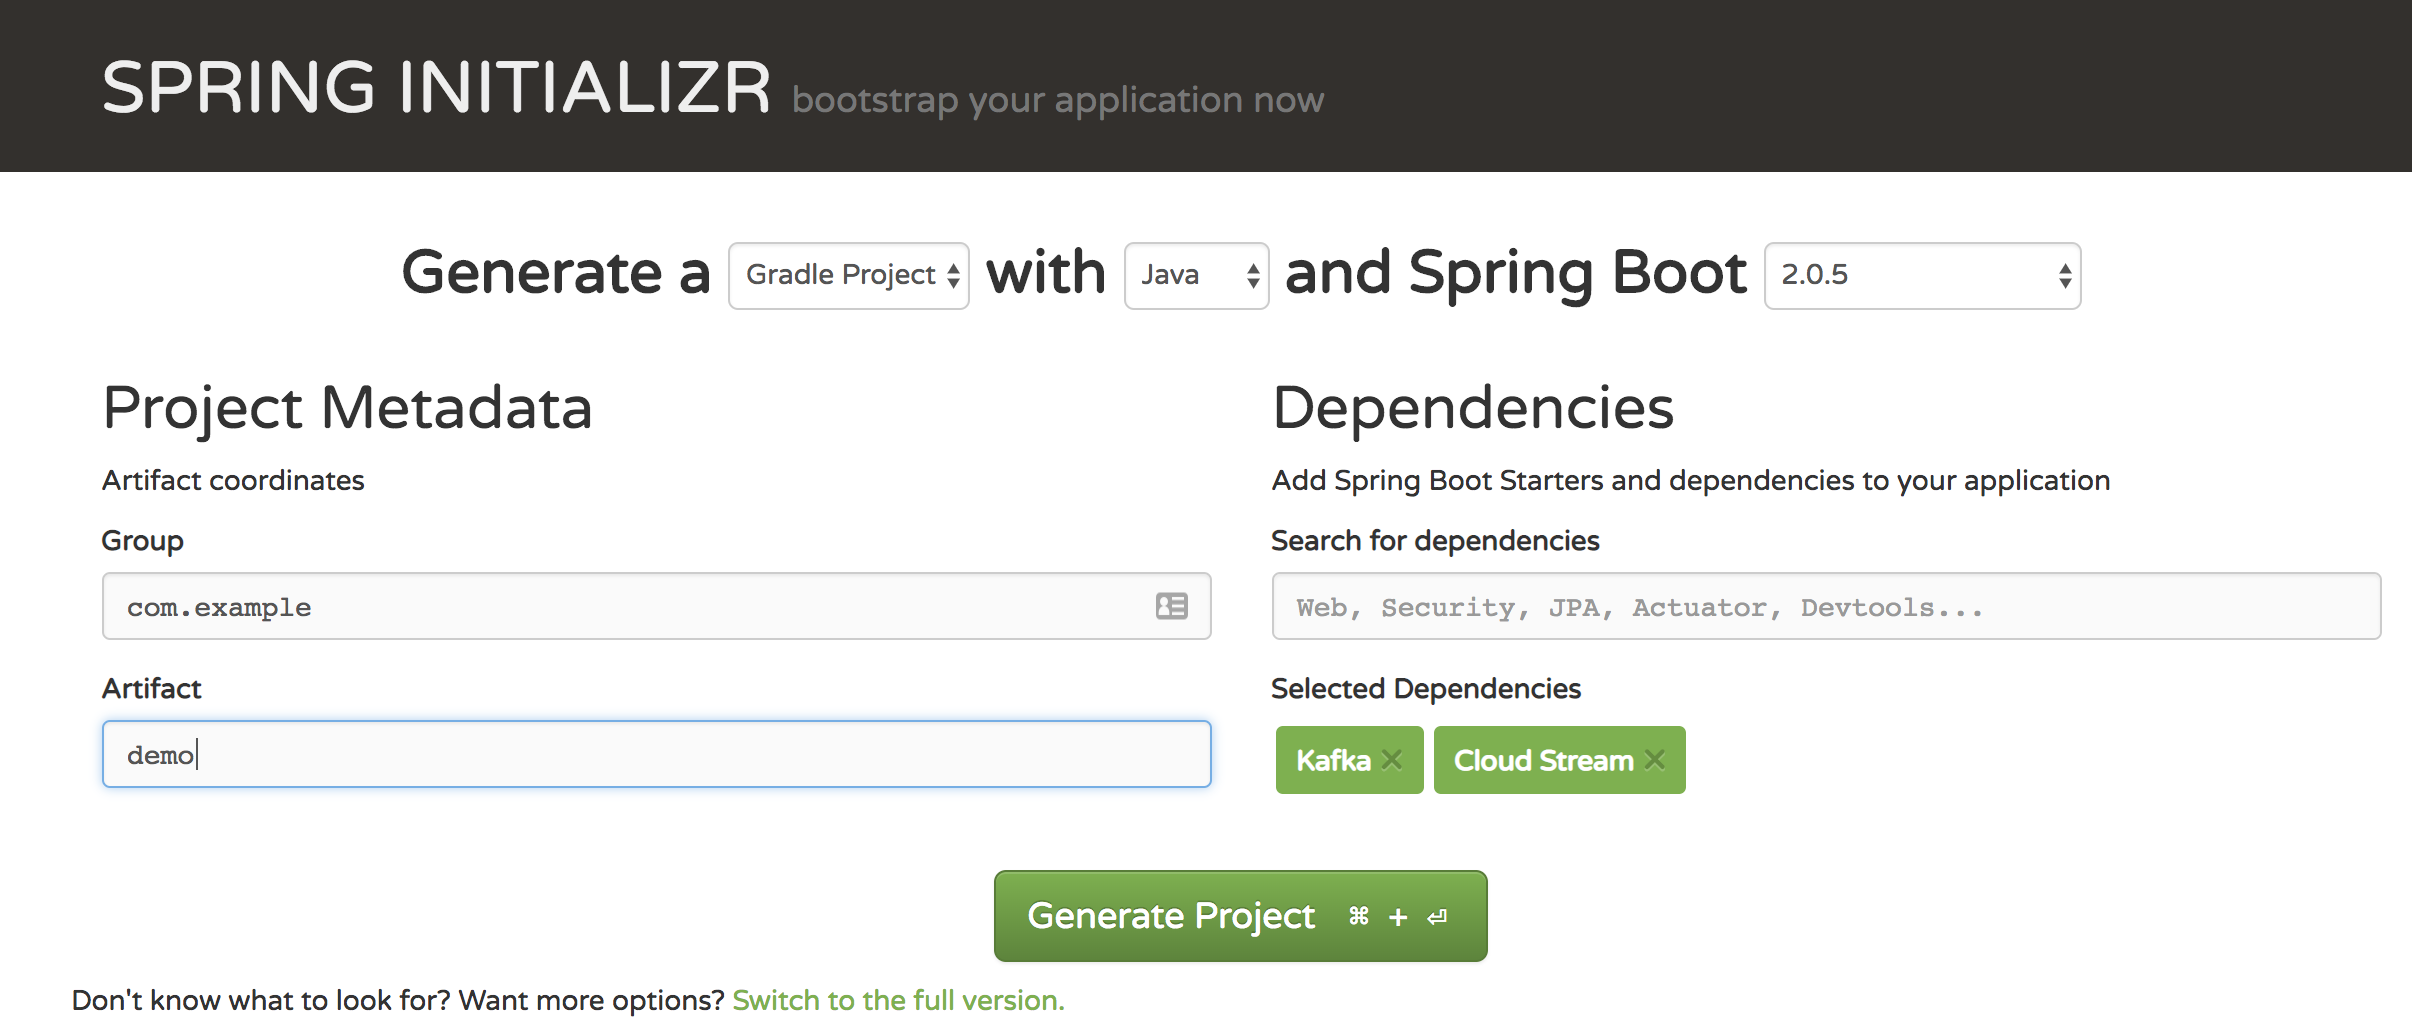 SPRING INITIALIZR bootstrap your application now
Generate a Gradle Project with Java and Spring Boot 2.0.5
Project Metadata
Artifact coordinates
Group
com.example
Artifact
demo
Dependencies
Add Spring Boot Starters and dependencies to your application
Search for dependencies
Web, Security, JPA, Actuator, Devtools...
Selected Dependencies
Kafka × Cloud Stream ×
Generate Project ⌘ + ⏎
Don't know what to look for? Want more options? Switch to the full version.